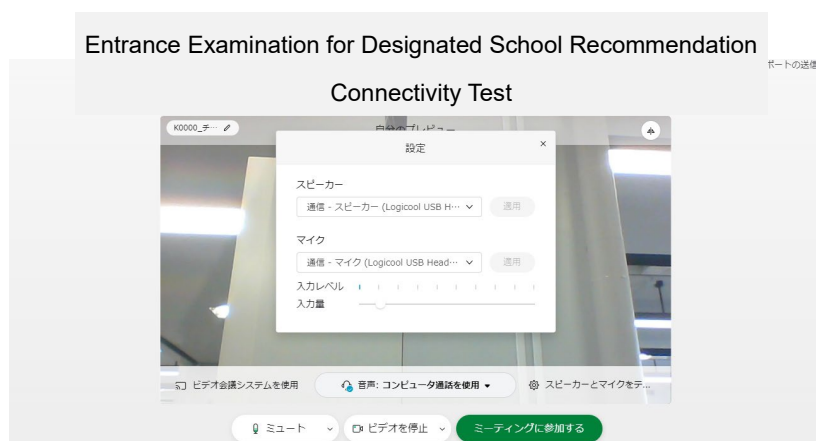 Entrance Examination for Designated School Recommendation
Connectivity Test
ポートの送信
K0000_チ…
自分のプレビュー
設定
×
スピーカー
通信 - スピーカー (Logicool USB H… 適用
マイク
通信 - マイク (Logicool USB Head… 適用
入力レベル
入力量
ビデオ会議システムを使用 音声: コンピュータ通話を使用 スピーカーとマイクをテ…
ミュート ビデオを停止 ミーティングに参加する